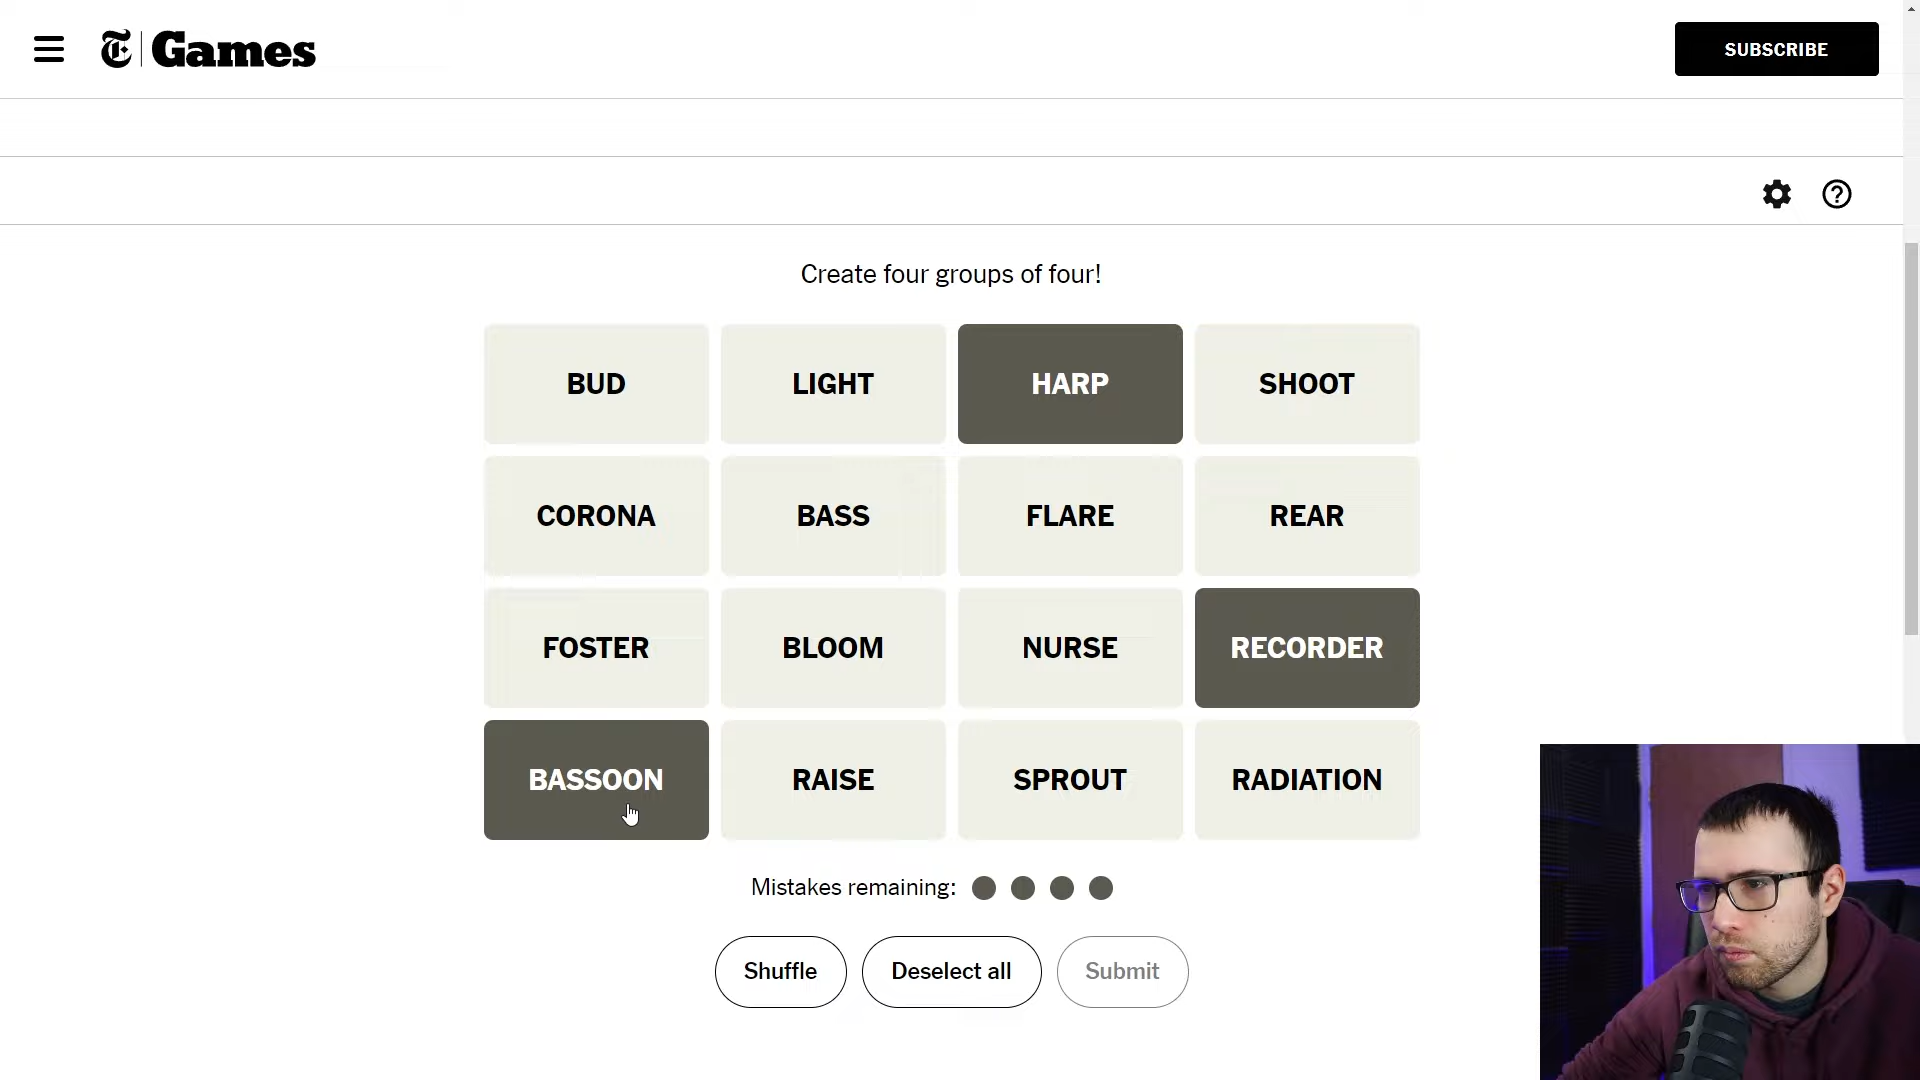 Games
SUBSCRIBE
Create four groups of four!
BUD LIGHT HARP SHOOT
CORONA BASS FLARE REAR
FOSTER BLOOM NURSE RECORDER
BASSOON RAISE SPROUT RADIATION
Mistakes remaining:
Shuffle Deselect all Submit